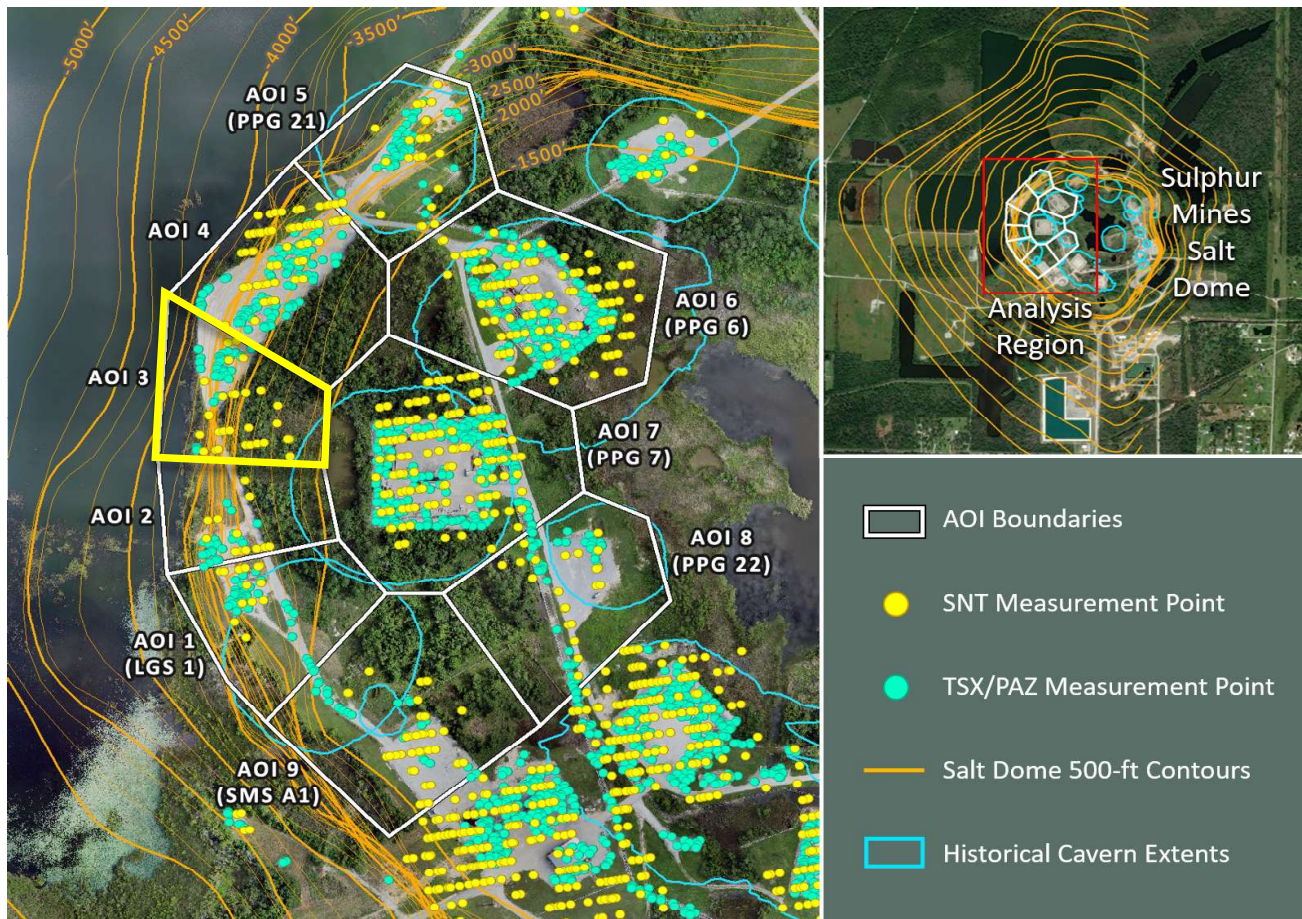 -5000'
-4500'
-4000'
-3500'
-3000'
-2500'
-2000'
-1500'
AOI 5
(PPG 21)
AOI 4
AOI 3
AOI 2
AOI 1
(LGS 1)
AOI 9
(SMS A1)
AOI 6
(PPG 6)
AOI 7
(PPG 7)
AOI 8
(PPG 22)
Sulphur
Mines
Salt
Dome
Analysis
Region
AOI Boundaries
SNT Measurement Point
TSX/PAZ Measurement Point
Salt Dome 500-ft Contours
Historical Cavern Extents